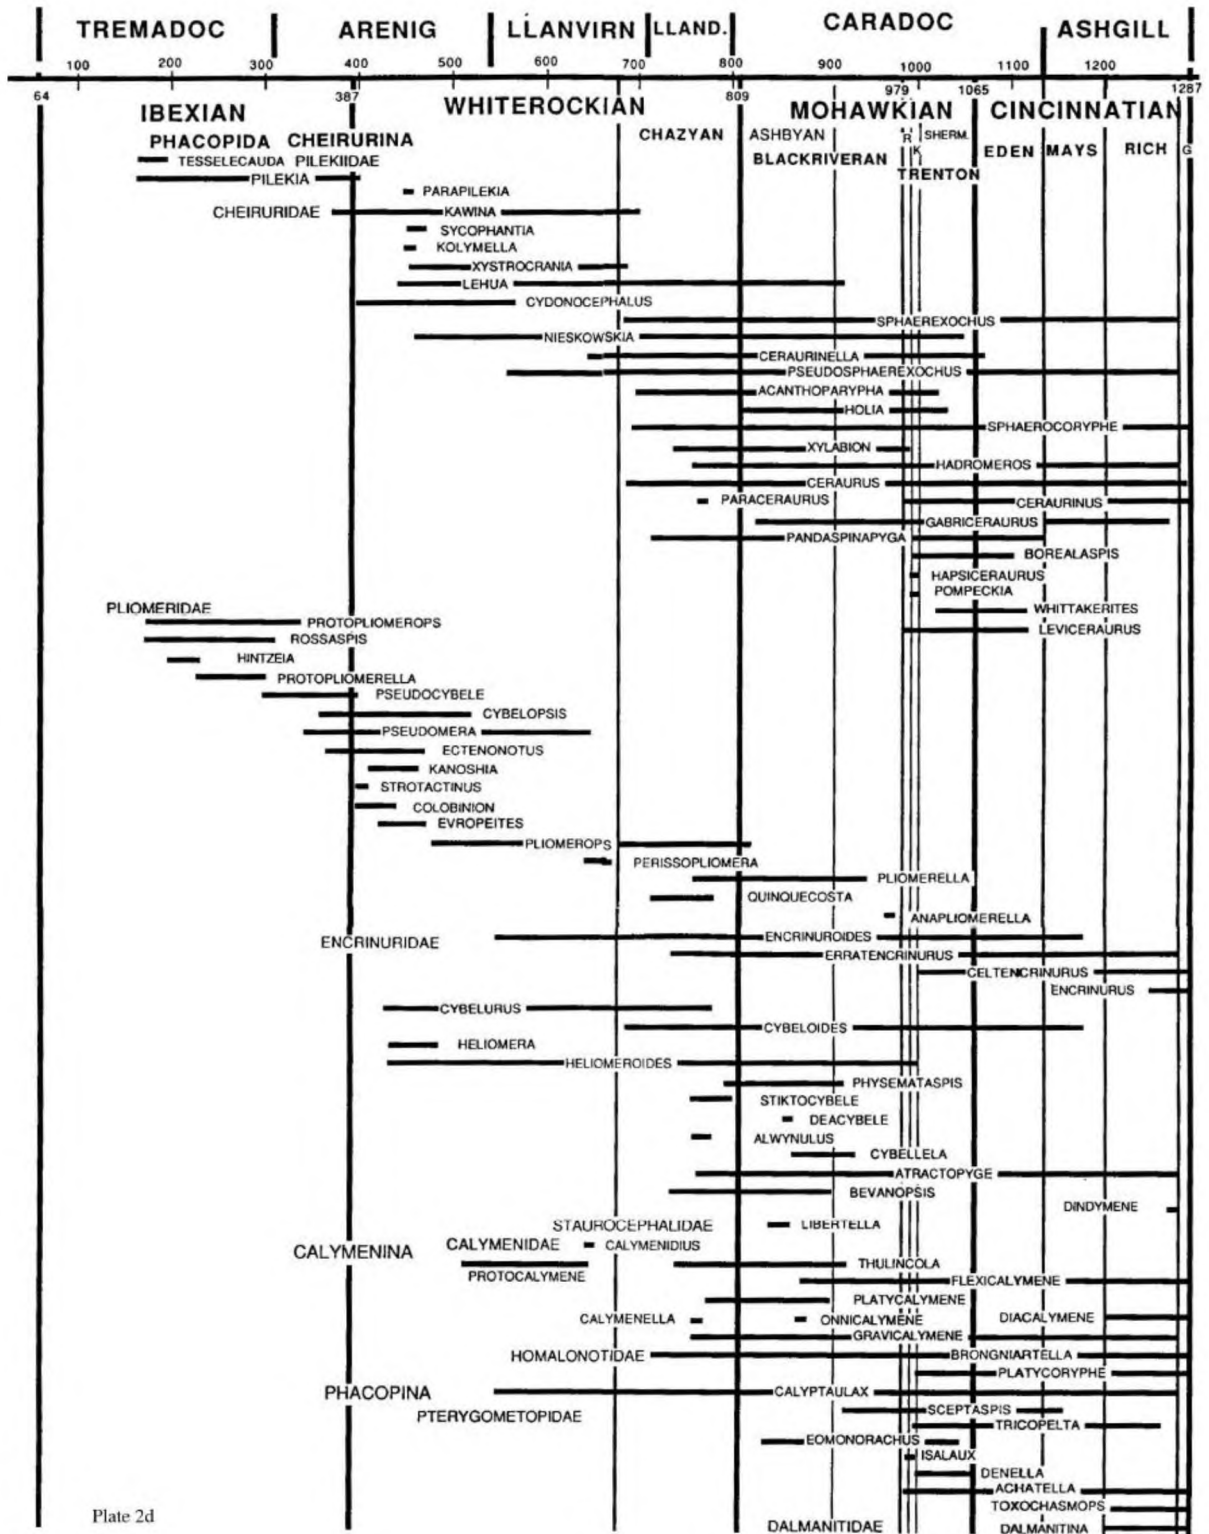 TREMADOC ARENIG LLANVIRN LLAND. CARADOC ASHGILL
100 200 300 400 500 600 700 800 900 1000 1100 1200
64 387 809 979 1065 1287
IBEXIAN WHITEROCKIAN MOHAWKIAN CINCINNATIAN
CHAZYAN ASHBYAN R K SHERM. EDEN MAYS RICH G
PHACOPIDA CHEIRURINA
BLACKRIVERAN
TRENTON
TESSELECAUDA PILEKIIDAE
PILEKIA
PARAPILEKIA
CHEIRURIDAE KAWINA
SYCOPHANTIA
KOLYMELLA
XYSTROCRANIA
LEHUA
CYDONOCEPHALUS
SPHAEREXOCHUS
NIESKOWSKIA
CERAURINELLA
PSEUDOSPHAEREXOCHUS
ACANTHOPARYPHA
HOLIA
SPHAEROCORYPHE
XYLABION
HADROMEROS
CERAURUS
PARACERAURUS CERAURINUS
GABRICERAURUS
PANDASPINAPYGA
BOREALASPIS
HAPSICERAURUS
POMPECKIA
PLIOMERIDAE WHITTAKERITES
PROTOPLIOMEROPS
LEVICERAURUS
ROSSASPIS
HINTZEIA
PROTOPLIOMERELLA
PSEUDOCYBELE
CYBELOPSIS
PSEUDOMERA
ECTENONOTUS
KANOSHIA
STROTACTINUS
COLOBINION
EVROPEITES
PLIOMEROPS
PERISSOPLIOMERA
PLIOMERELLA
QUINQUECOSTA
ANAPLIOMERELLA
ENCRINURIDAE ENCRINUROIDES
ERRATENCRINURUS
CELTENCRINURUS
ENCRINURUS
CYBELURUS
CYBELOIDES
HELIOMERA
HELIOMEROIDES
PHYSEMATASPIS
STIKTOCYBELE
DEACYBELE
ALWYNULUS
CYBELLELA
ATRACTOPYGE
BEVANOPSIS
DINDYMENE
STAUROCEPHALIDAE LIBERTELLA
CALYMENINA CALYMENIDAE CALYMENIDIUS
THULINCOLA
PROTOCALYMENE
FLEXICALYMENE
PLATYCALYMENE
CALYMENELLA ONNICALYMENE DIACALYMENE
GRAVICALYMENE
HOMALONOTIDAE BRONGNIARTELLA
PLATYCORYPHE
PHACOPINA CALYPTAULAX
SCEPTASPIS
PTERYGOMETOPIDAE
TRICOPELTA
EOMONORACHUS
ISALAUX
DENELLA
ACHATELLA
TOXOCHASMOPS
Plate 2d
DALMANITIDAE DALMANITINA